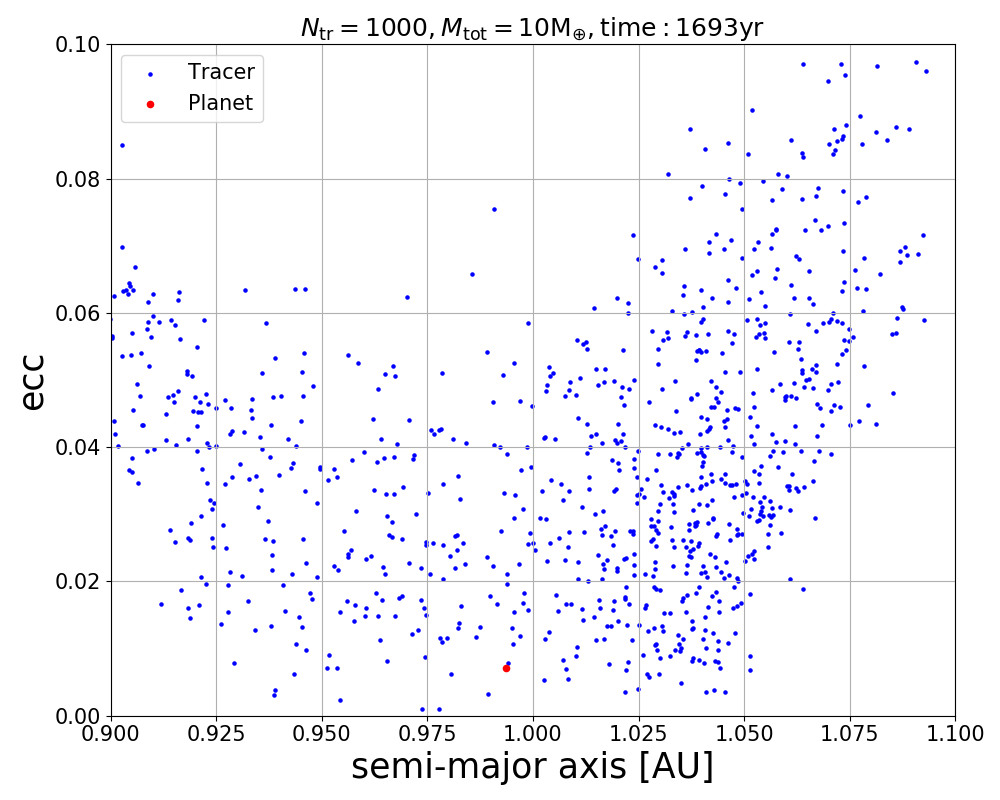 N_tr = 1000, M_tot = 10M_⊕, time : 1693yr
Tracer
Planet
ecc
0.10
0.08
0.06
0.04
0.02
0.00
0.900 0.925 0.950 0.975 1.000 1.025 1.050 1.075 1.100
semi-major axis [AU]